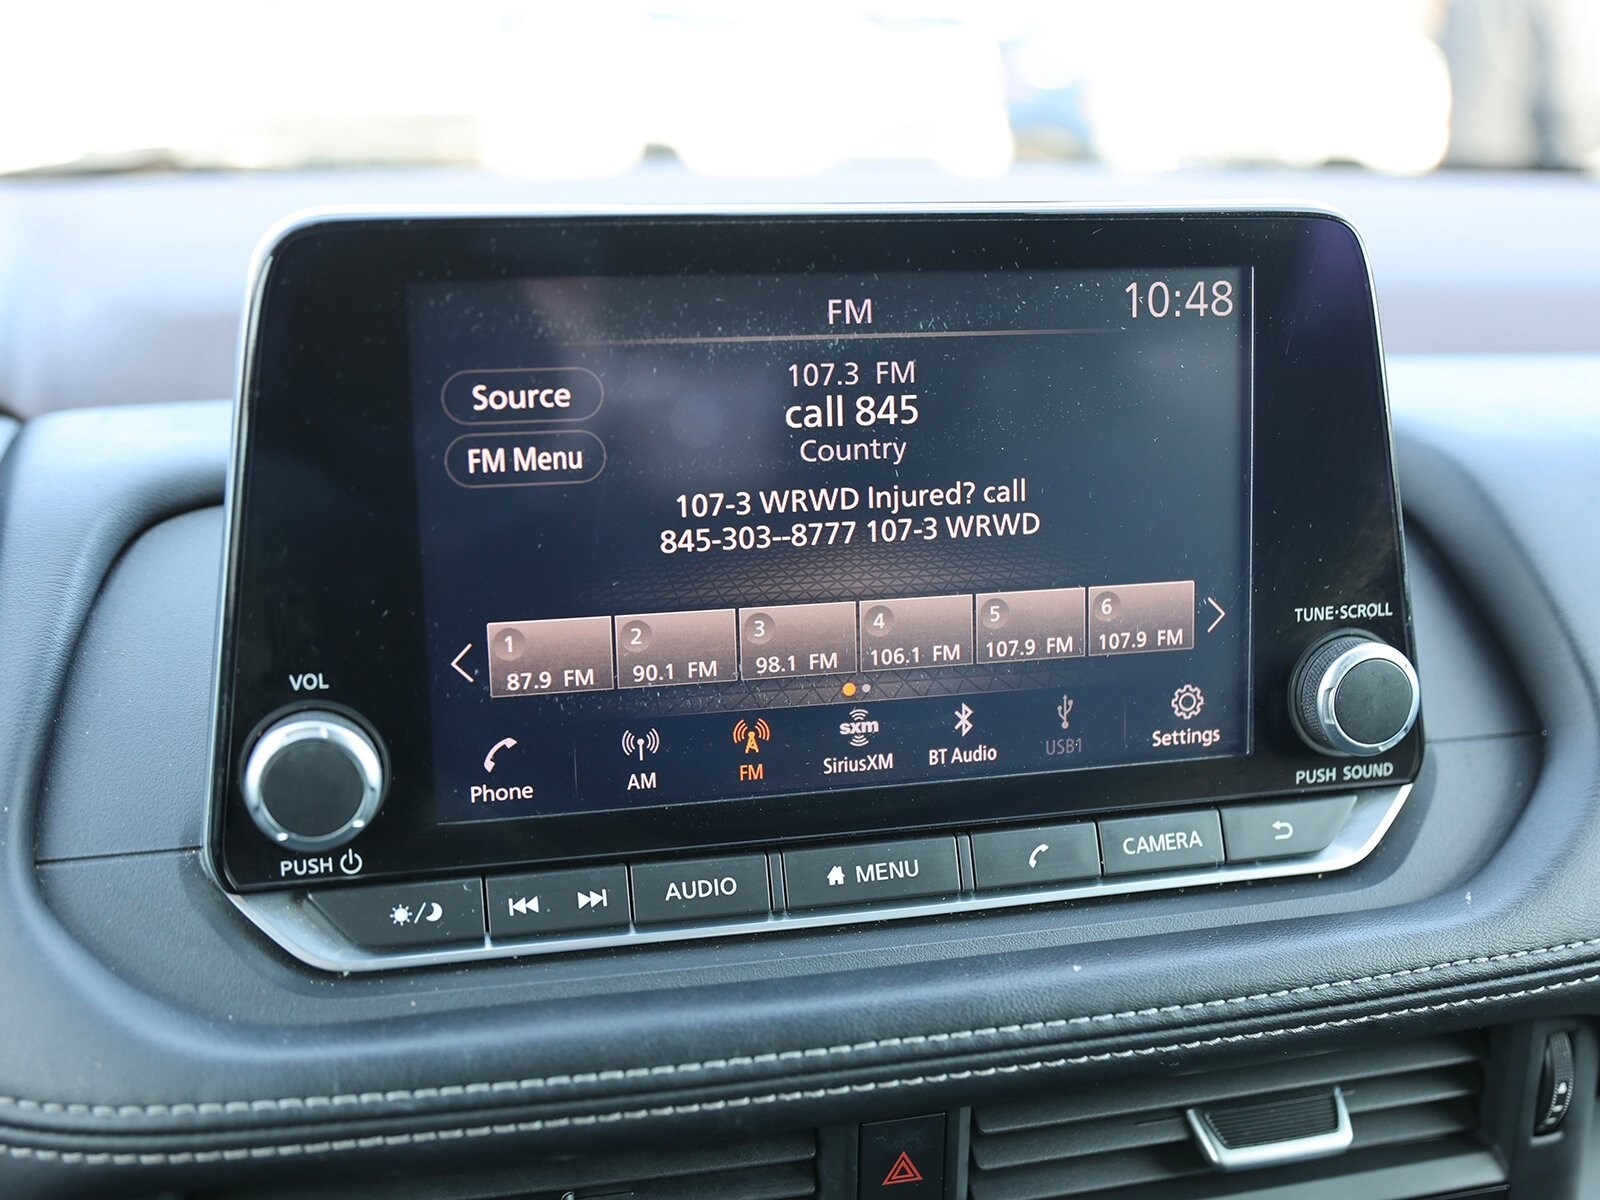 FM
10:48
Source
FM Menu
107.3 FM
call 845
Country
107-3 WRWD Injured? call
845-303--8777 107-3 WRWD
1
87.9 FM
2
90.1 FM
3
98.1 FM
4
106.1 FM
5
107.9 FM
6
107.9 FM
Phone
AM
FM
sxm
SiriusXM
BT Audio
USB1
Settings
VOL
PUSH
TUNE·SCROLL
PUSH SOUND
AUDIO
MENU
CAMERA